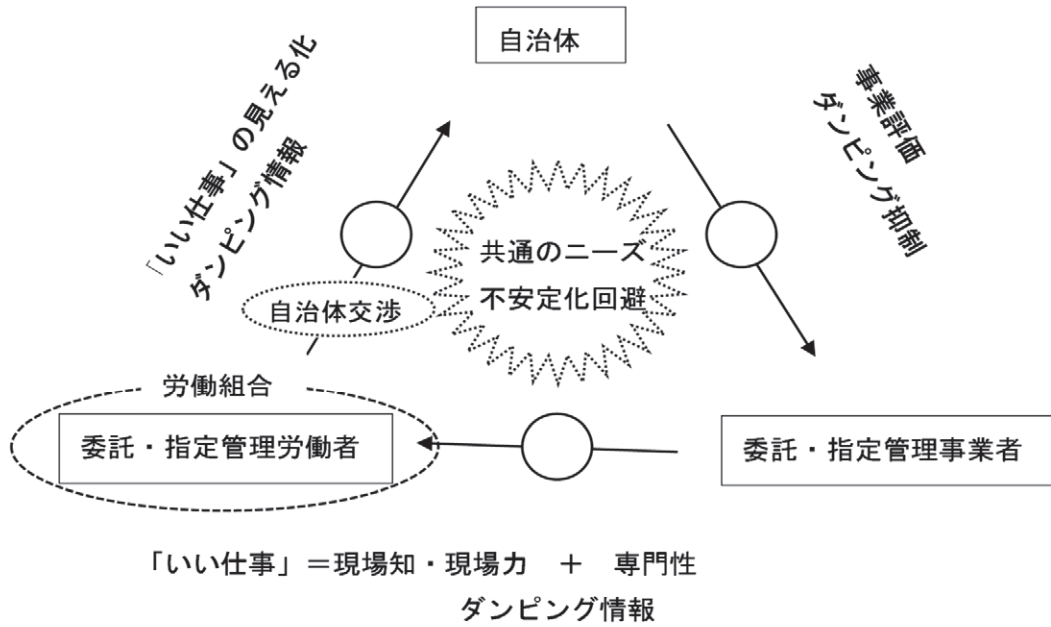 自治体
「いい仕事」の見える化
ダンピング情報
事業評価
ダンピング抑制
共通のニーズ
不安定化回避
自治体交渉
労働組合
委託・指定管理労働者
委託・指定管理事業者
「いい仕事」＝現場知・現場力　＋　専門性
ダンピング情報